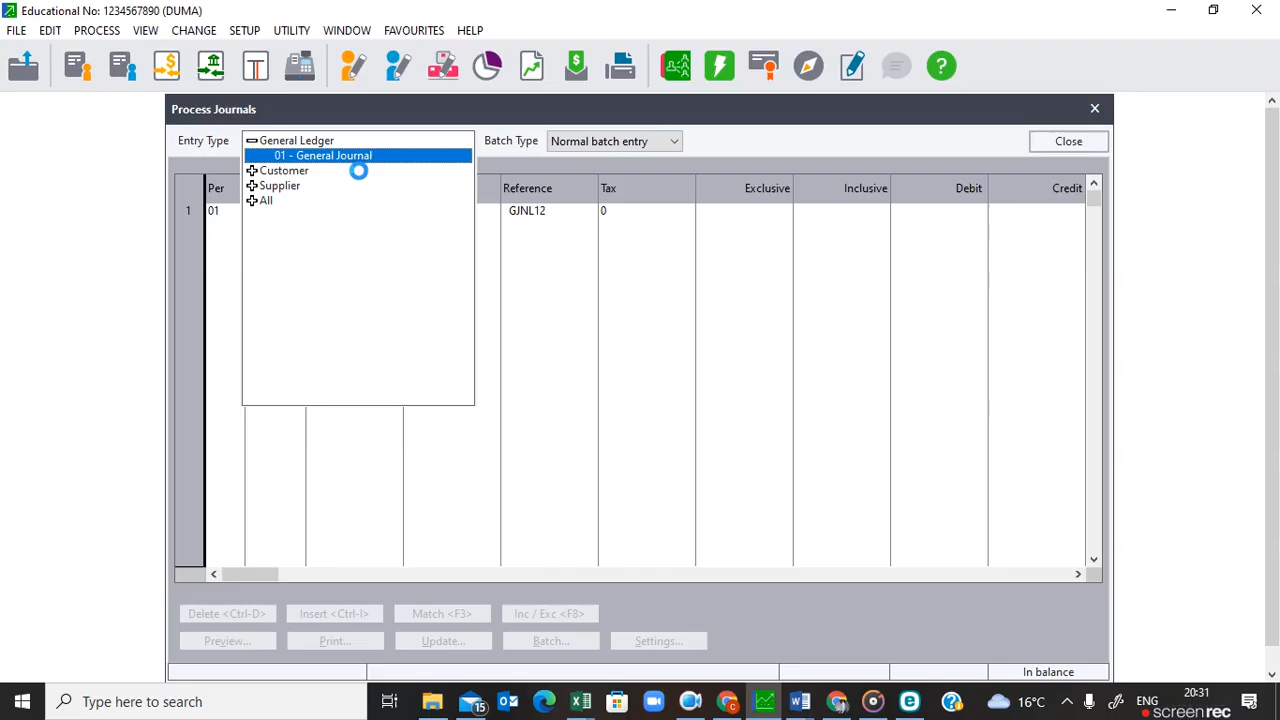 Educational No: 1234567890 (DUMA)
FILE EDIT PROCESS VIEW CHANGE SETUP UTILITY WINDOW FAVOURITES HELP
Process Journals
Entry Type
General Ledger
01 - General Journal
Customer
Supplier
All
Batch Type Normal batch entry
Close
Per Reference Tax Exclusive Inclusive Debit Credit
1 01 GJNL12 0
Delete <Ctrl-D> Insert <Ctrl-I> Match <F3> Inc / Exc <F8>
Preview... Print... Update... Batch... Settings...
In balance
Type here to search
15
16°C
ENG
20:31
screenrec